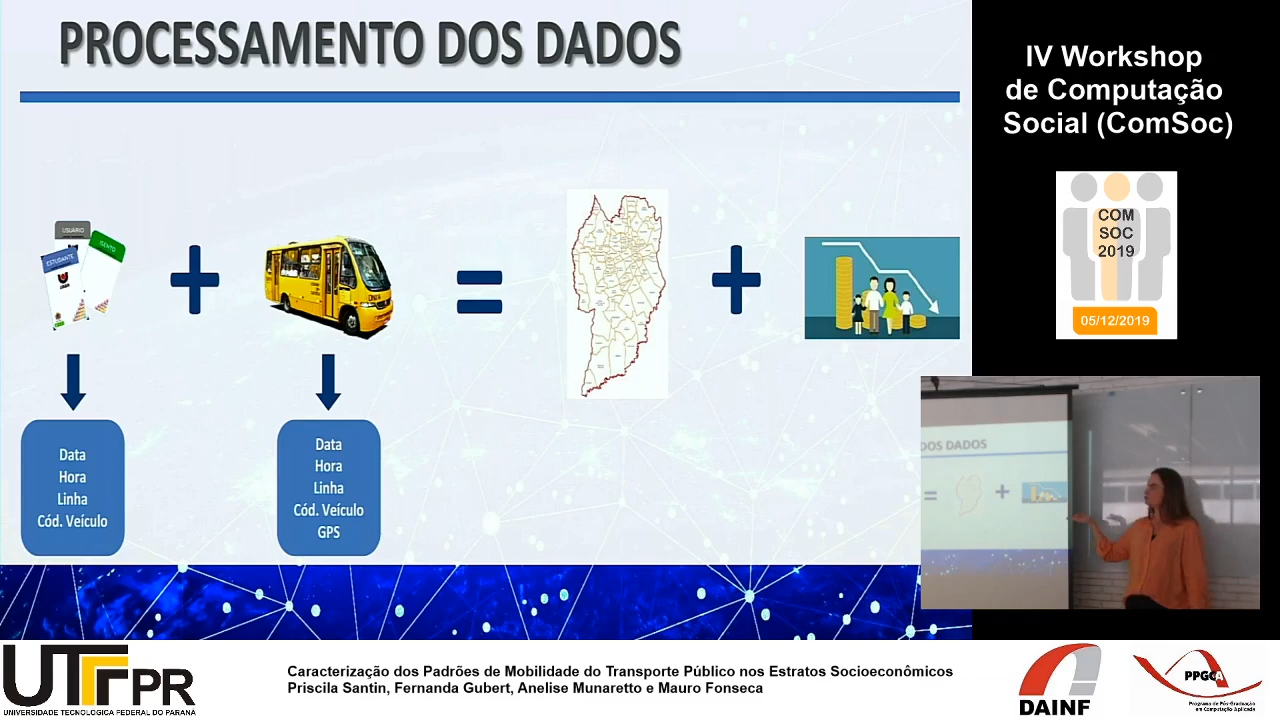 PROCESSAMENTO DOS DADOS
USUÁRIO
ISENTO
ESTUDANTE
Data
Hora
Linha
Cód. Veículo
Data
Hora
Linha
Cód. Veículo
GPS
IV Workshop
de Computação
Social (ComSoc)
COM
SOC
2019
05/12/2019
DOS DADOS
UTFPR
UNIVERSIDADE TECNOLÓGICA FEDERAL DO PARANÁ
Caracterização dos Padrões de Mobilidade do Transporte Público nos Estratos Socioeconômicos
Priscila Santin, Fernanda Gubert, Anelise Munaretto e Mauro Fonseca
DAINF
PPGCA
Programa de Pós-Graduação
em Computação Aplicada